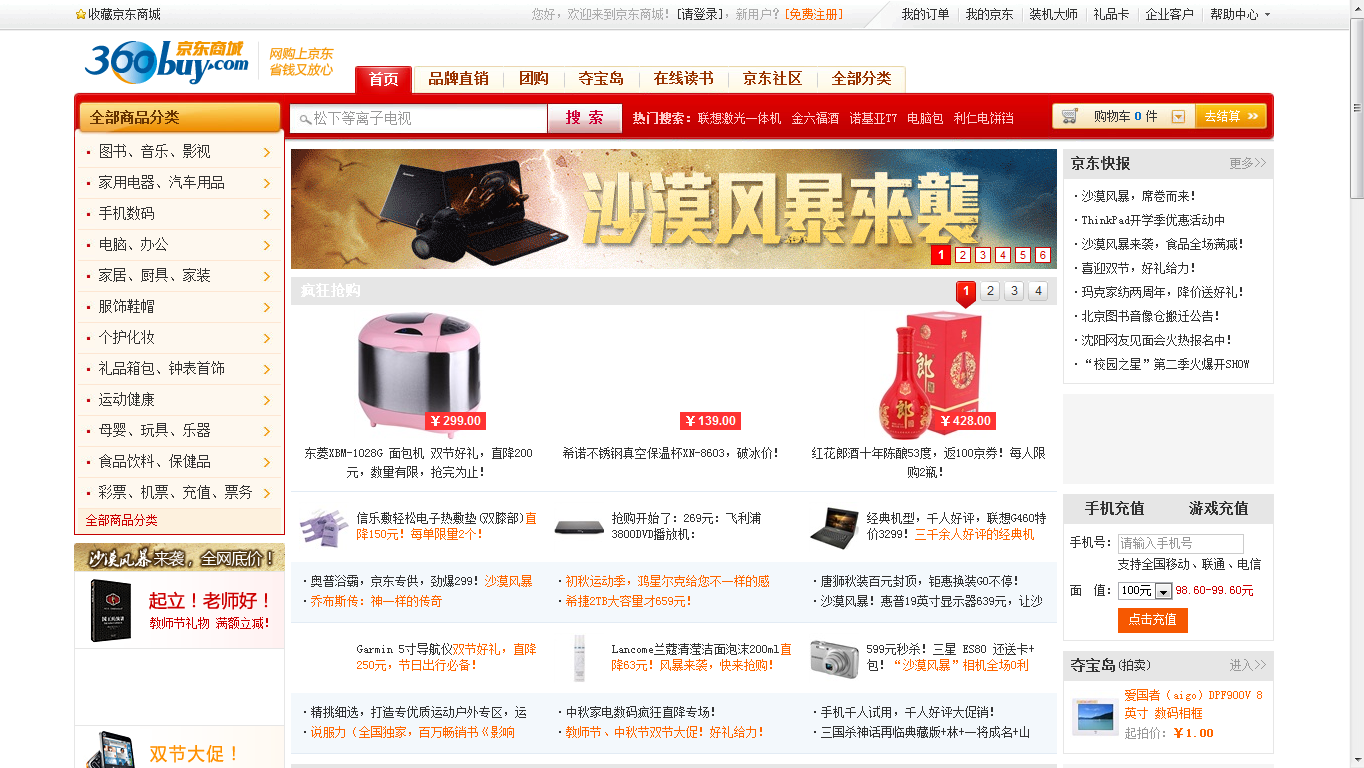 收藏京东商城
您好，欢迎来到京东商城！[请登录]，新用户？[免费注册]
我的订单
我的京东
装机大师
礼品卡
企业客户
帮助中心
360buy.com
京东商城
网购上京东
省钱又放心
首页
品牌直销
团购
夺宝岛
在线读书
京东社区
全部分类
全部商品分类
松下等离子电视
搜 索
热门搜索： 联想激光一体机 金六福酒 诺基亚T7 电脑包 利仁电饼铛
购物车 0 件
去结算
图书、音乐、影视
家用电器、汽车用品
手机数码
电脑、办公
家居、厨具、家装
服饰鞋帽
个护化妆
礼品箱包、钟表首饰
运动健康
母婴、玩具、乐器
食品饮料、保健品
彩票、机票、充值、票务
全部商品分类
沙漠风暴来袭，全网底价！
起立！老师好！
教师节礼物 满额立减！
双节大促！
沙漠风暴來襲
1 2 3 4 5 6
疯狂抢购
1 2 3 4
￥299.00
东菱XBM-1028G 面包机 双节好礼，直降200
元，数量有限，抢完为止！
￥139.00
希诺不锈钢真空保温杯XN-8603，破冰价！
郎
郎
￥428.00
红花郎酒十年陈酿53度，返100京券！每人限
购2瓶！
信乐敷轻松电子热敷垫(双膝部)直
降150元！每单限量2个！
抢购开始了：269元：飞利浦
3800DVD播放机：
经典机型，千人好评，联想G460特
价3299！三千余人好评的经典机
·奥普浴霸，京东专供，劲爆299！沙漠风暴
·乔布斯传：神一样的传奇
·初秋运动季，鸿星尔克给您不一样的感
·希捷2TB大容量才659元！
·唐狮秋装百元封顶，钜惠换装GO不停！
·沙漠风暴！惠普19英寸显示器639元，让沙
Garmin 5寸导航仪双节好礼，直降
250元，节日出行必备！
Lancome兰蔻清滢洁面泡沫200ml直
降63元！风暴来袭，快来抢购！
599元秒杀！三星 ES80 还送卡+
包！“沙漠风暴”相机全场0利
·精挑细选，打造专优质运动户外专区，运
·说服力（全国独家，百万畅销书《影响
·中秋家电数码疯狂直降专场！
·教师节、中秋节双节大促！好礼给力！
·手机千人试用，千人好评大促销！
·三国杀神话再临典藏版+林+一将成名+山
京东快报
更多>>
·沙漠风暴，席卷而来！
·ThinkPad开学季优惠活动中
·沙漠风暴来袭，食品全场满减！
·喜迎双节，好礼给力！
·玛克家纺两周年，降价送好礼！
·北京图书音像仓搬迁公告！
·沈阳网友见面会火热报名中！
·“校园之星”第二季火爆开SHOW
手机充值
游戏充值
手机号： 请输入手机号
支持全国移动、联通、电信
面 值： 100元 98.60-99.60元
点击充值
夺宝岛(拍卖)
进入>>
爱国者（aigo）DPF900V 8
英寸 数码相框
起拍价：￥1.00